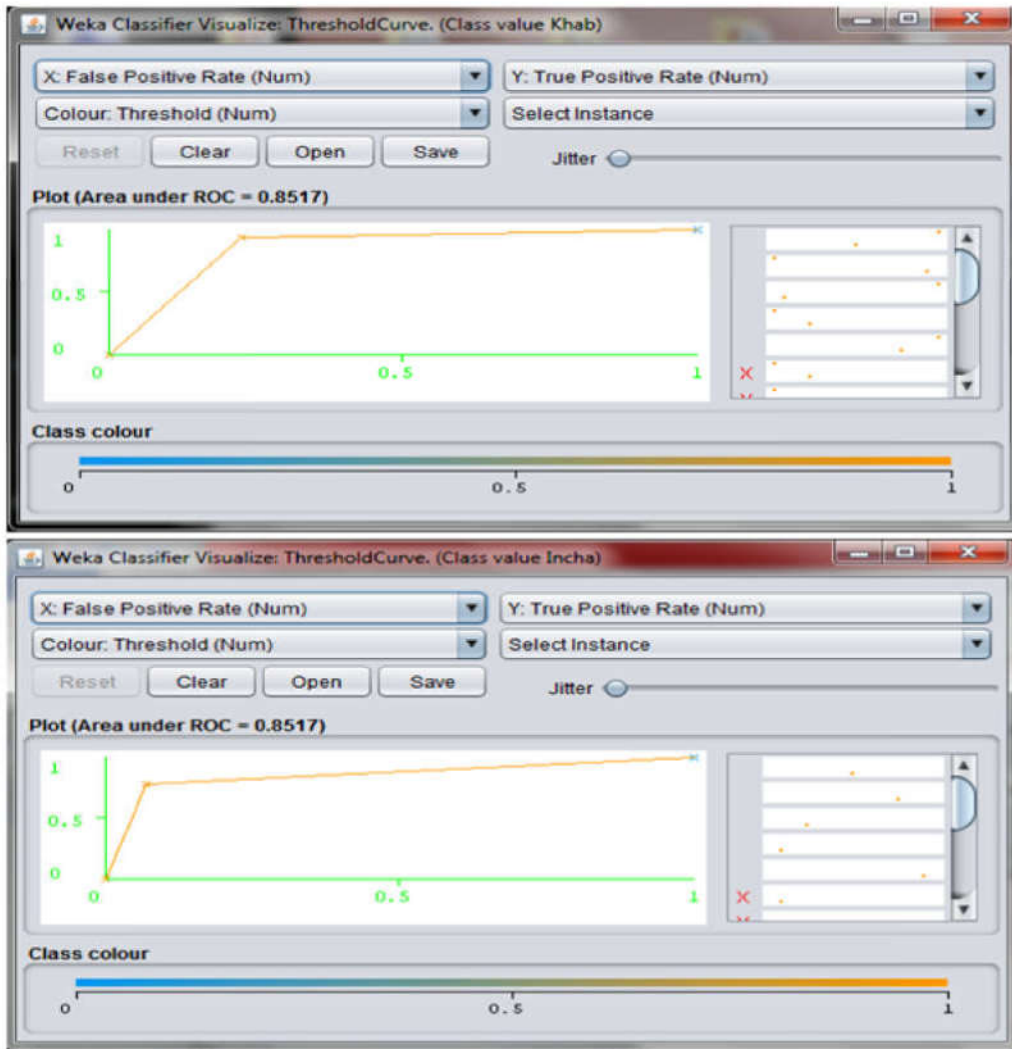 Weka Classifier Visualize: ThresholdCurve. (Class value Khab)
X: False Positive Rate (Num) Y: True Positive Rate (Num)
Colour: Threshold (Num) Select Instance
Reset Clear Open Save Jitter
Plot (Area under ROC = 0.8517)
1
0.5
0
0 0.5 1
X
Y
Class colour
0 0.5 1
Weka Classifier Visualize: ThresholdCurve. (Class value Incha)
X: False Positive Rate (Num) Y: True Positive Rate (Num)
Colour: Threshold (Num) Select Instance
Reset Clear Open Save Jitter
Plot (Area under ROC = 0.8517)
1
0.5
0
0 0.5 1
X
Class colour
0 0.5 1